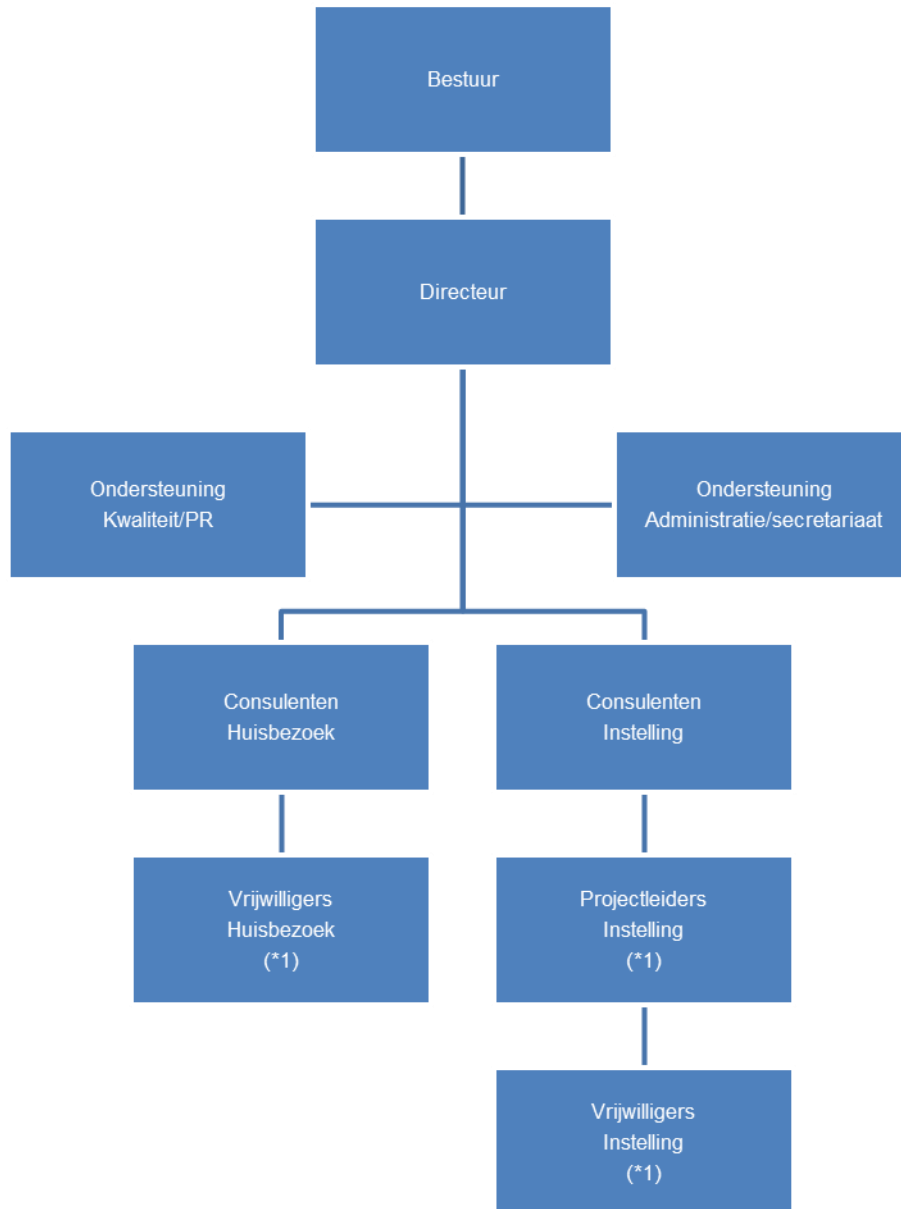 Bestuur
Directeur
Ondersteuning
Kwaliteit/PR
Ondersteuning
Administratie/secretariaat
Consulenten
Huisbezoek
Consulenten
Instelling
Vrijwilligers
Huisbezoek
(*1)
Projectleiders
Instelling
(*1)
Vrijwilligers
Instelling
(*1)